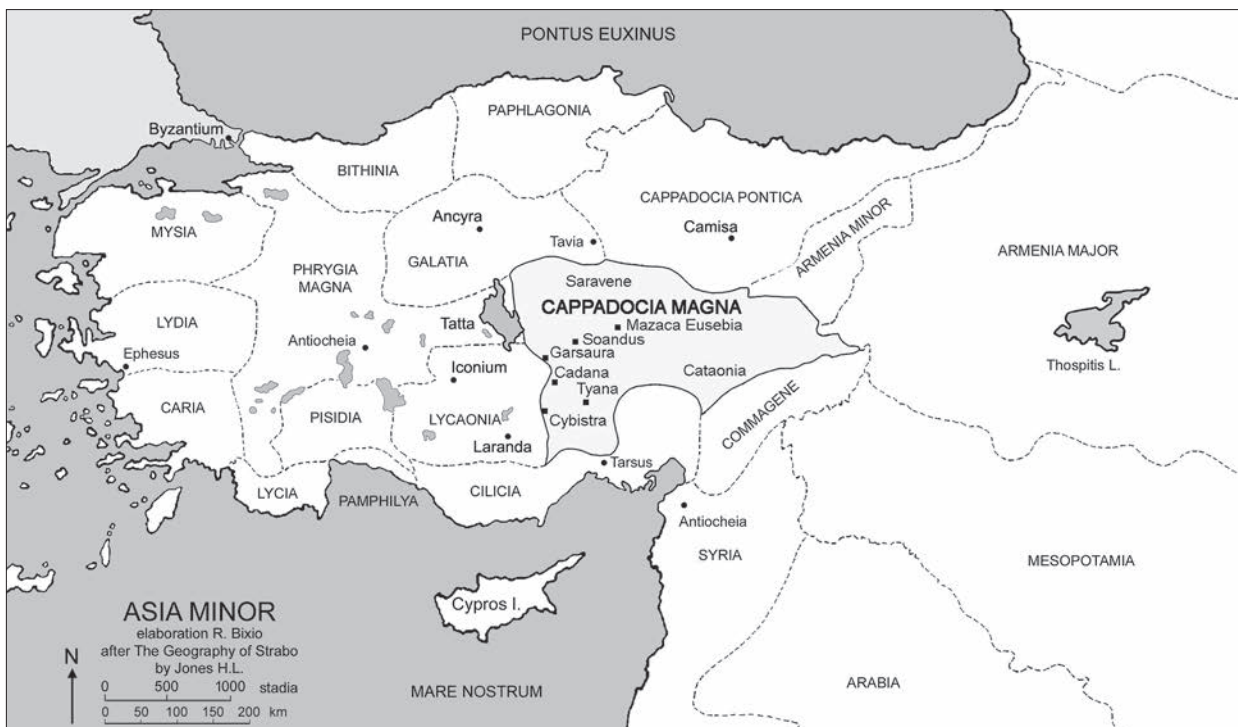 PONTUS EUXINUS
PAPHLAGONIA
Byzantium
BITHINIA
CAPPADOCIA PONTICA
Ancyra
Camisa
MYSIA
Tavia
ARMENIA MINOR
ARMENIA MAJOR
GALATIA
PHRYGIA
MAGNA
Saravene
CAPPADOCIA MAGNA
LYDIA
Tatta
Mazaca Eusebia
Antiocheia
Soandus
Ephesus
Garsaura
Thospitis L.
Iconium
Cadana
Cataonia
Tyana
CARIA
PISIDIA
LYCAONIA
Cybistra
COMMAGENE
Laranda
Tarsus
LYCIA
PAMPHILYA
CILICIA
Antiocheia
SYRIA
MESOPOTAMIA
Cypros I.
ASIA MINOR
elaboration R. Bixio
after The Geography of Strabo
by Jones H.L.
N
0 500 1000 stadia
0 50 100 150 200 km
MARE NOSTRUM
ARABIA